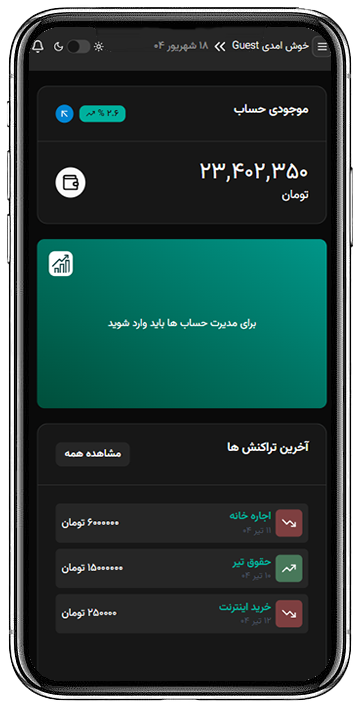 خوش امدی Guest
۱۸ شهریور ۰۴
موجودی حساب
۲.۶ %
۲۳,۴۰۲,۳۵۰
تومان
برای مدیرت حساب ها باید وارد شوید
آخرین تراکنش ها
مشاهده همه
اجاره خانه
۱۱ تیر ۰۴
۶۰۰۰۰۰۰ تومان
حقوق تیر
۱۰ تیر ۰۴
۱۵۰۰۰۰۰۰ تومان
خرید اینترنت
۱۲ تیر ۰۴
۲۵۰۰۰۰ تومان